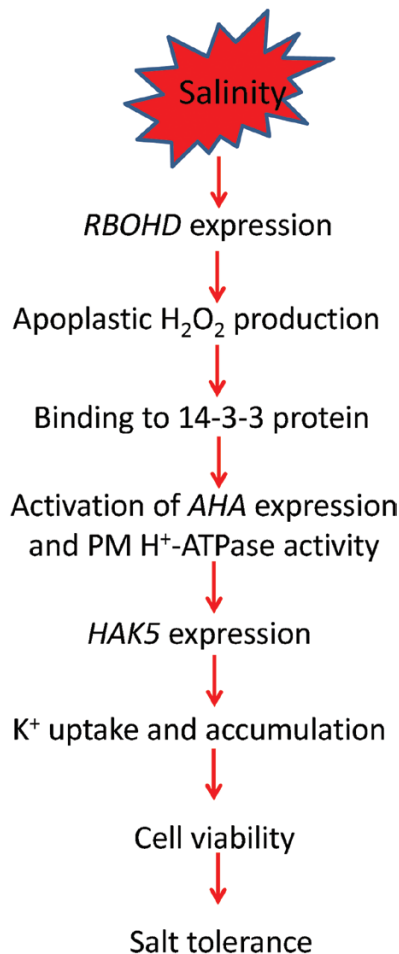 Salinity
RBOHD expression
Apoplastic H₂O₂ production
Binding to 14-3-3 protein
Activation of AHA expression
and PM H⁺-ATPase activity
HAK5 expression
K⁺ uptake and accumulation
Cell viability
Salt tolerance